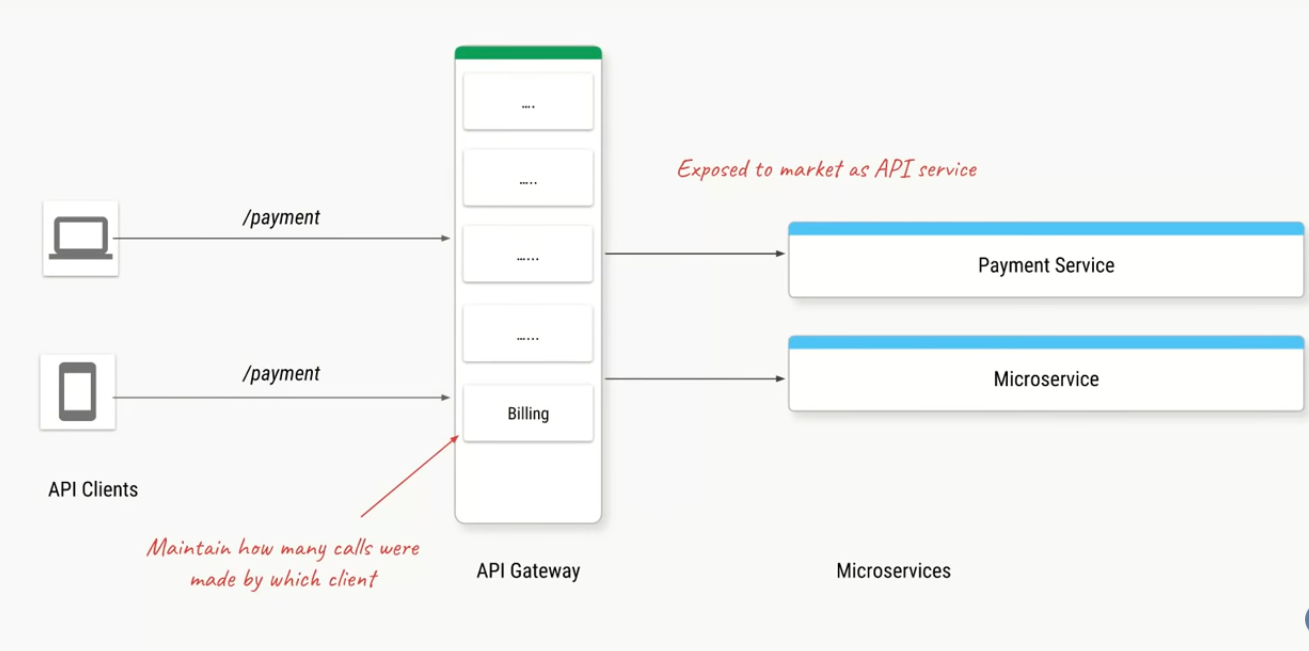 ....
.....
......
......
Billing
/payment
/payment
API Clients
Maintain how many calls were
made by which client
API Gateway
Exposed to market as API service
Payment Service
Microservice
Microservices